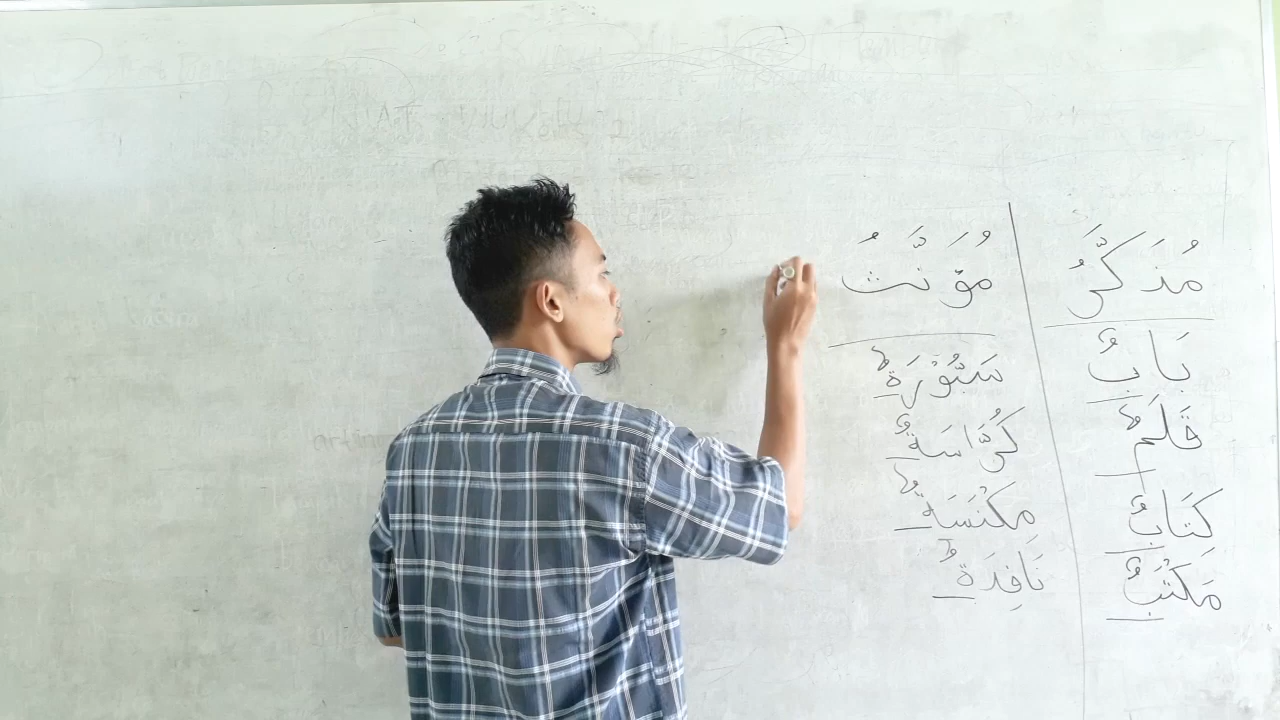 مُذَكَّرُ
بَابٌ
قَلَمٌ
كِتَابٌ
مَكْتَبٌ
مُؤَنَّثُ
سَبُّوْرَةٌ
كُرَّاسَةٌ
مِكْنَسَةٌ
نَافِدَةٌ